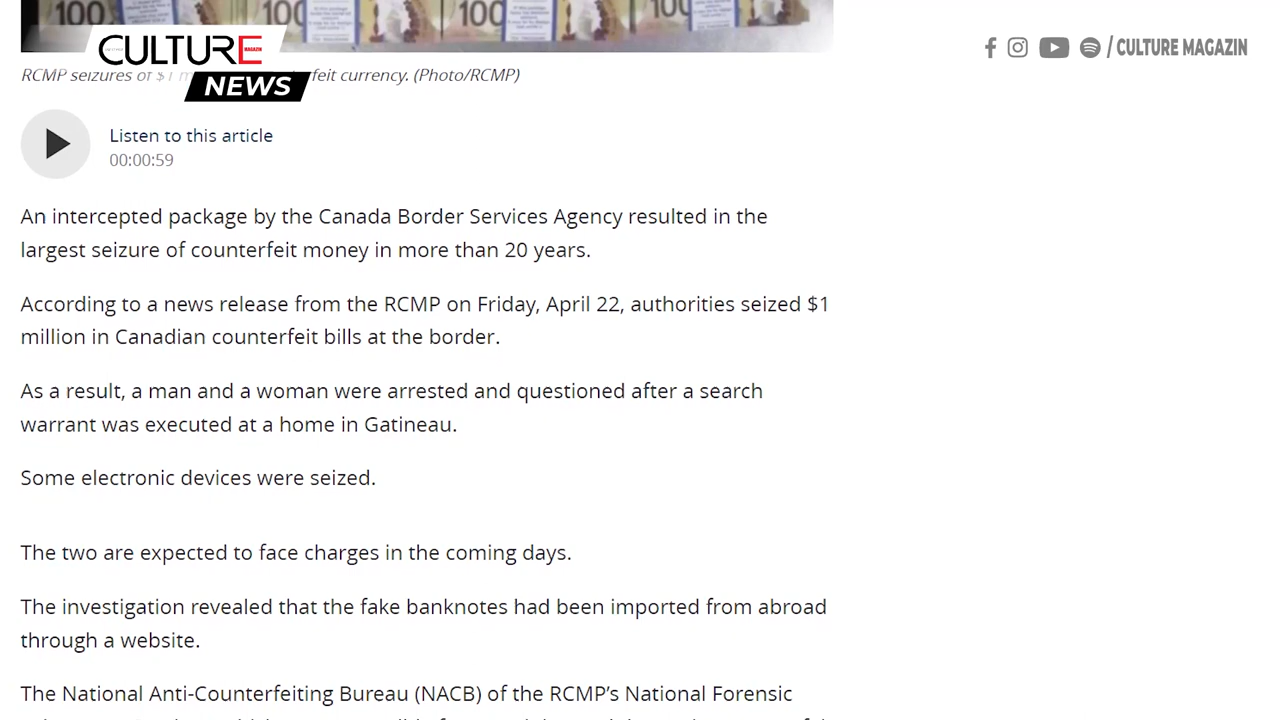 100 100 100
CULTURE MAGAZIN
NEWS
/ CULTURE MAGAZIN
RCMP seizures of $1 feit currency. (Photo/RCMP)
Listen to this article
00:00:59
An intercepted package by the Canada Border Services Agency resulted in the
largest seizure of counterfeit money in more than 20 years.
According to a news release from the RCMP on Friday, April 22, authorities seized $1
million in Canadian counterfeit bills at the border.
As a result, a man and a woman were arrested and questioned after a search
warrant was executed at a home in Gatineau.
Some electronic devices were seized.
The two are expected to face charges in the coming days.
The investigation revealed that the fake banknotes had been imported from abroad
through a website.
The National Anti-Counterfeiting Bureau (NACB) of the RCMP's National Forensic